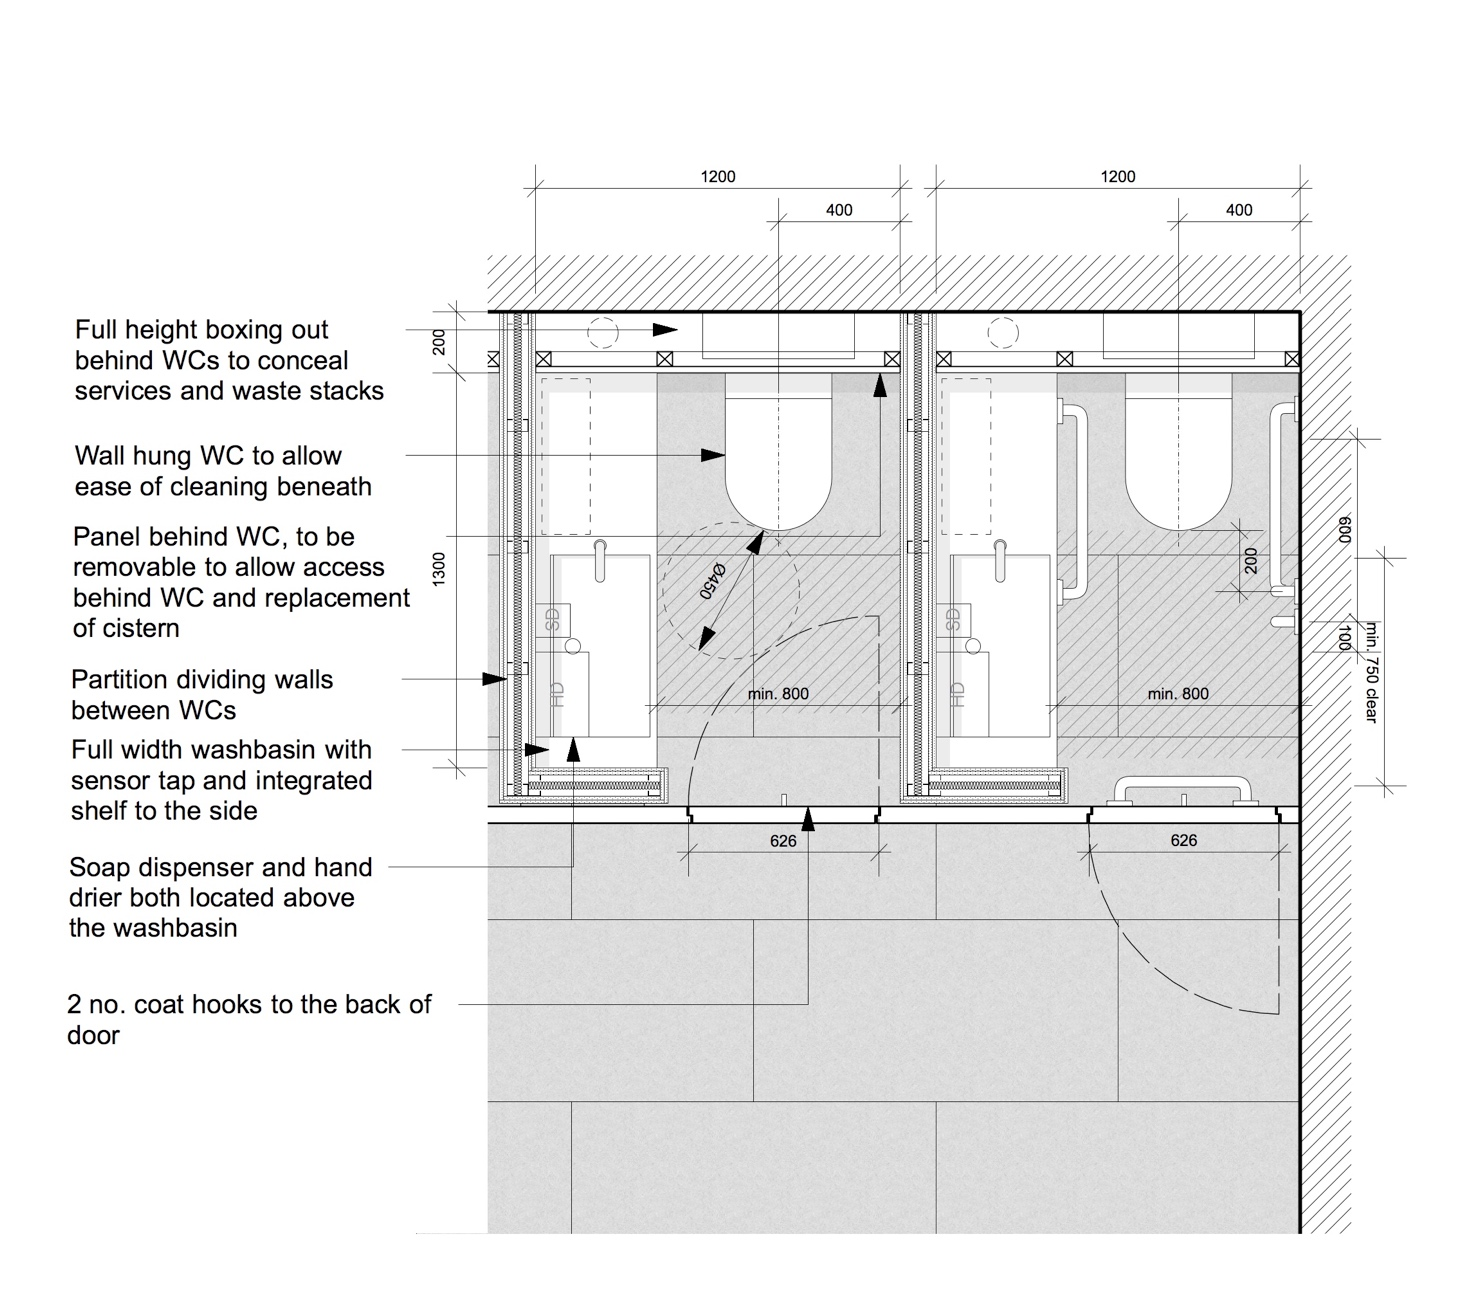 1200
1200
400
400
Full height boxing out
behind WCs to conceal
services and waste stacks
200
Wall hung WC to allow
ease of cleaning beneath
Panel behind WC, to be
removable to allow access
behind WC and replacement
of cistern
1300
Ø450
600
200
SD
SD
100
min. 750 clear
Partition dividing walls
between WCs
HD
min. 800
HD
min. 800
Full width washbasin with
sensor tap and integrated
shelf to the side
626
626
Soap dispenser and hand
drier both located above
the washbasin
2 no. coat hooks to the back of
door